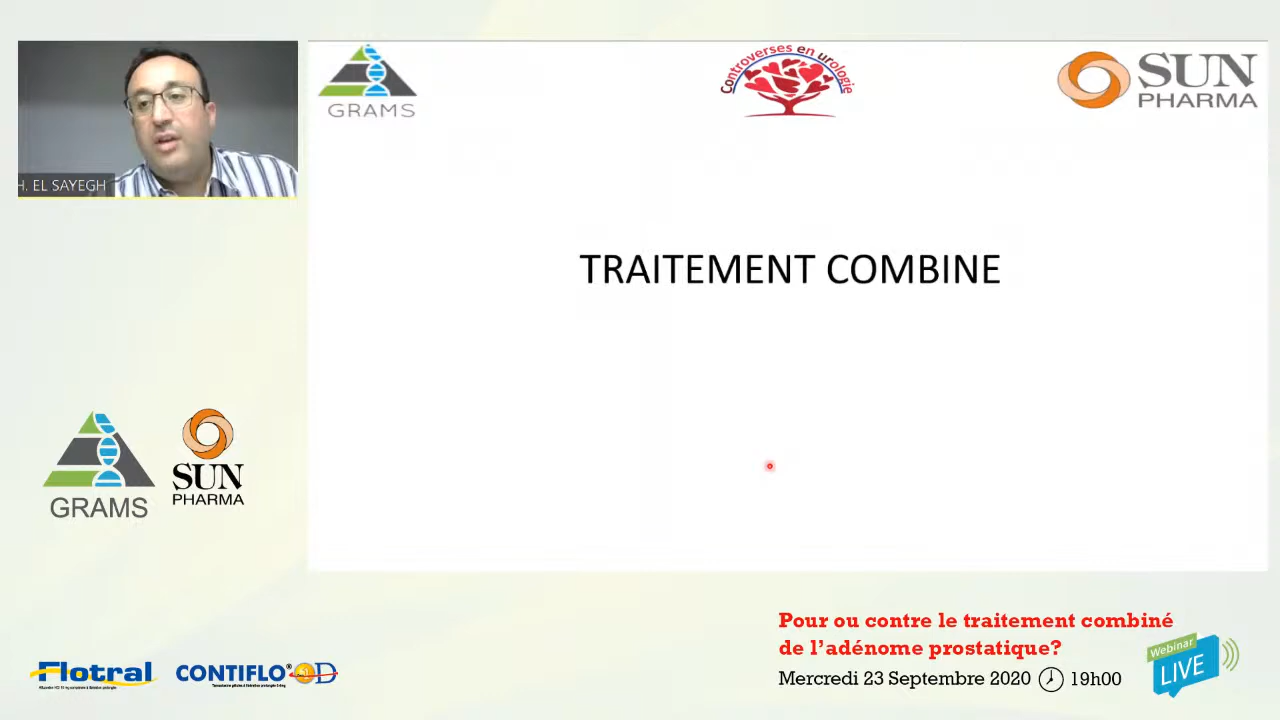 H. EL SAYEGH
GRAMS
Controverses en urologie
SUN
PHARMA
TRAITEMENT COMBINE
GRAMS
SUN
PHARMA
Pour ou contre le traitement combiné
de l’adénome prostatique?
Mercredi 23 Septembre 2020 19h00
Webinar
LIVE
Flotral
CONTIFLO® OD